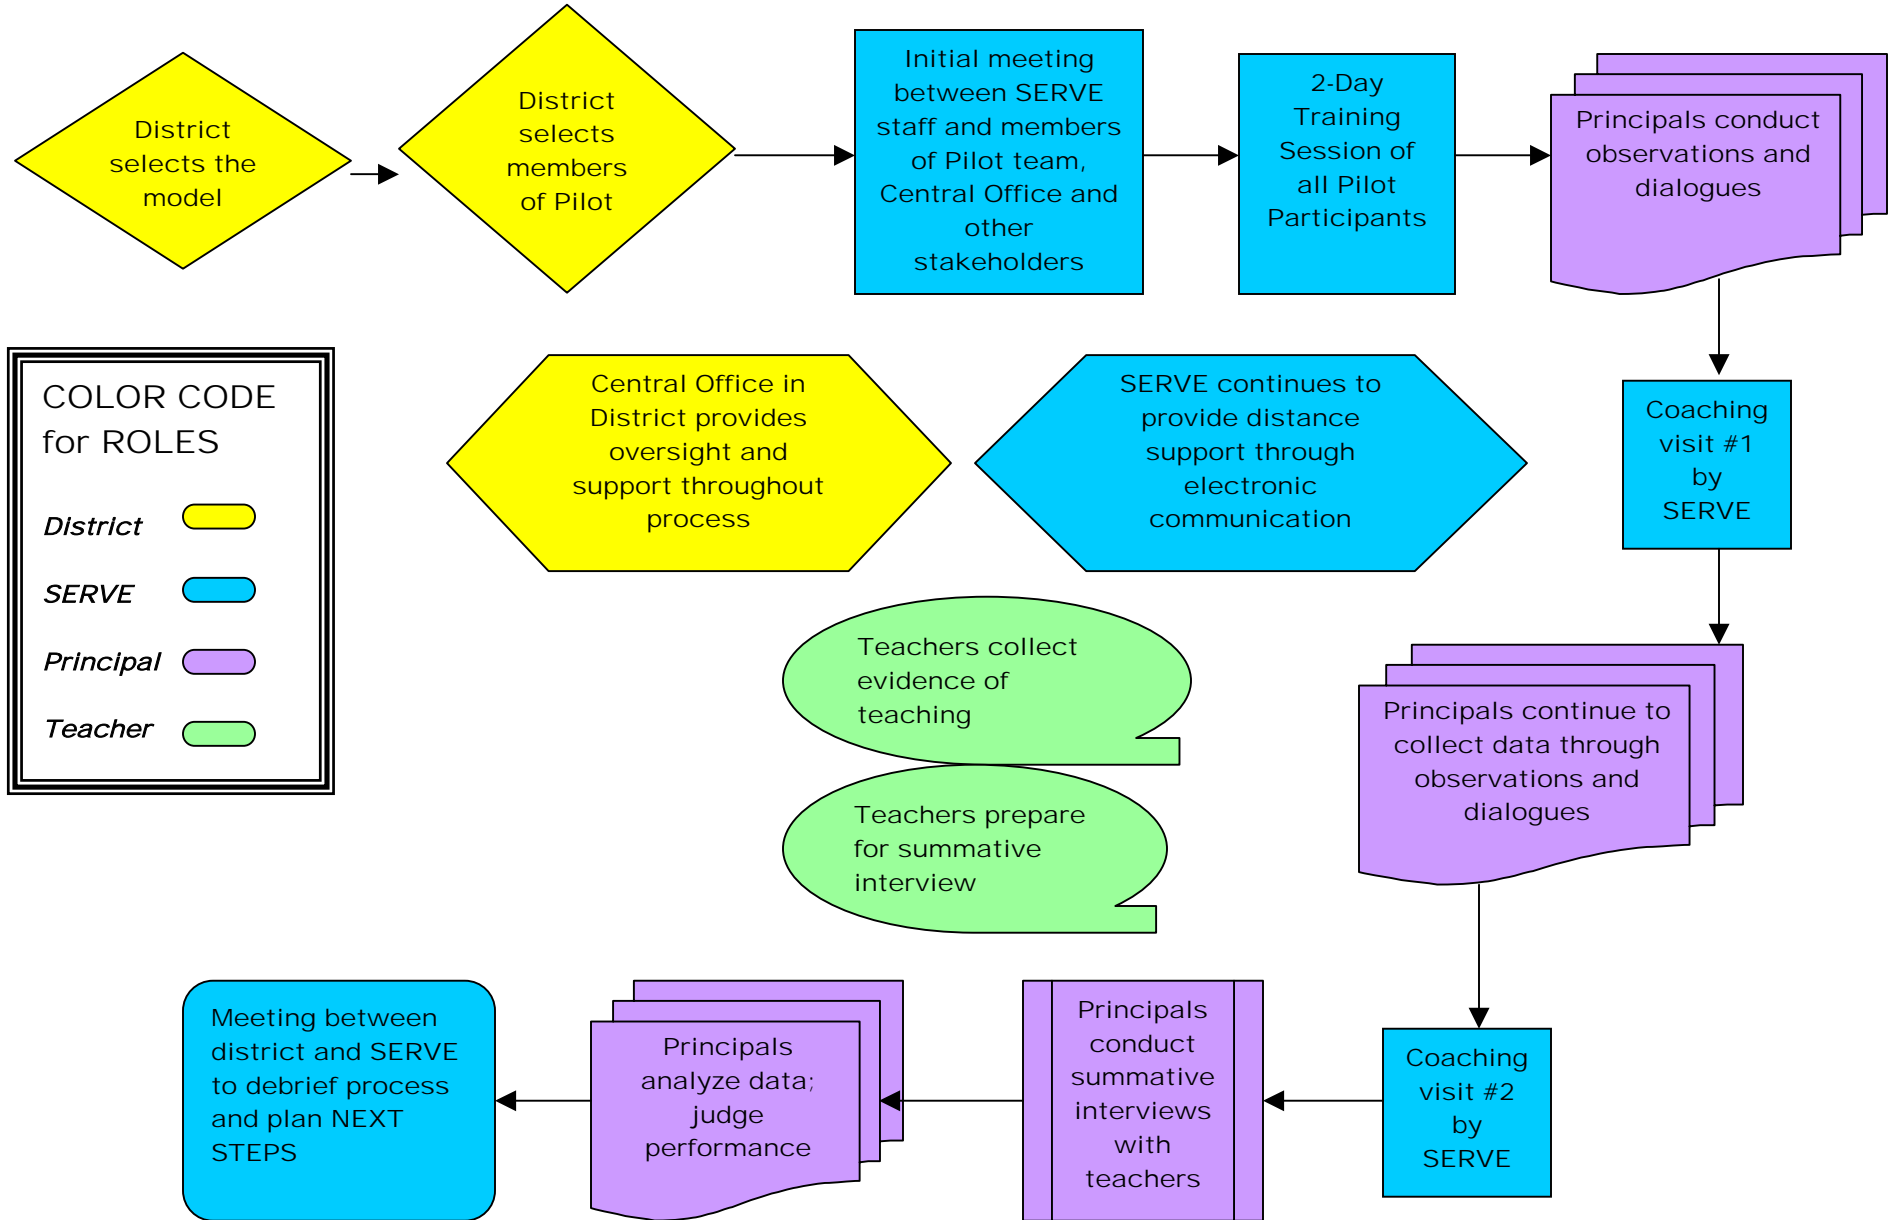 District
selects the
model
District
selects
members
of Pilot
Initial meeting
between SERVE
staff and members
of Pilot team,
Central Office and
other
stakeholders
2-Day
Training
Session of
all Pilot
Participants
Principals conduct
observations and
dialogues
COLOR CODE
for ROLES
District
SERVE
Principal
Teacher
Central Office in
District provides
oversight and
support throughout
process
SERVE continues to
provide distance
support through
electronic
communication
Coaching
visit #1
by
SERVE
Teachers collect
evidence of
teaching
Teachers prepare
for summative
interview
Principals continue to
collect data through
observations and
dialogues
Coaching
visit #2
by
SERVE
Principals
conduct
summative
interviews
with
teachers
Principals
analyze data;
judge
performance
Meeting between
district and SERVE
to debrief process
and plan NEXT
STEPS